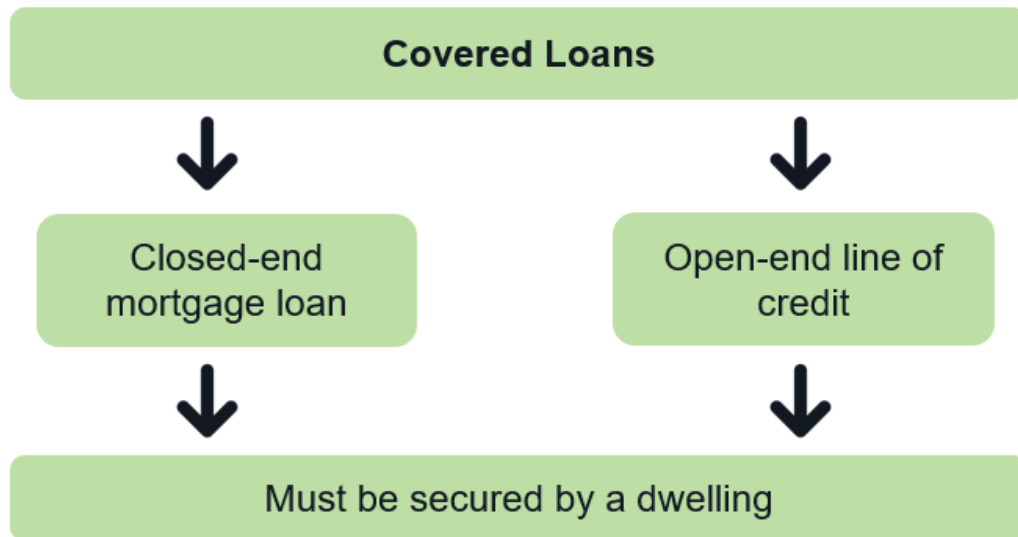 Covered Loans
Closed-end
mortgage loan
Open-end line of
credit
Must be secured by a dwelling